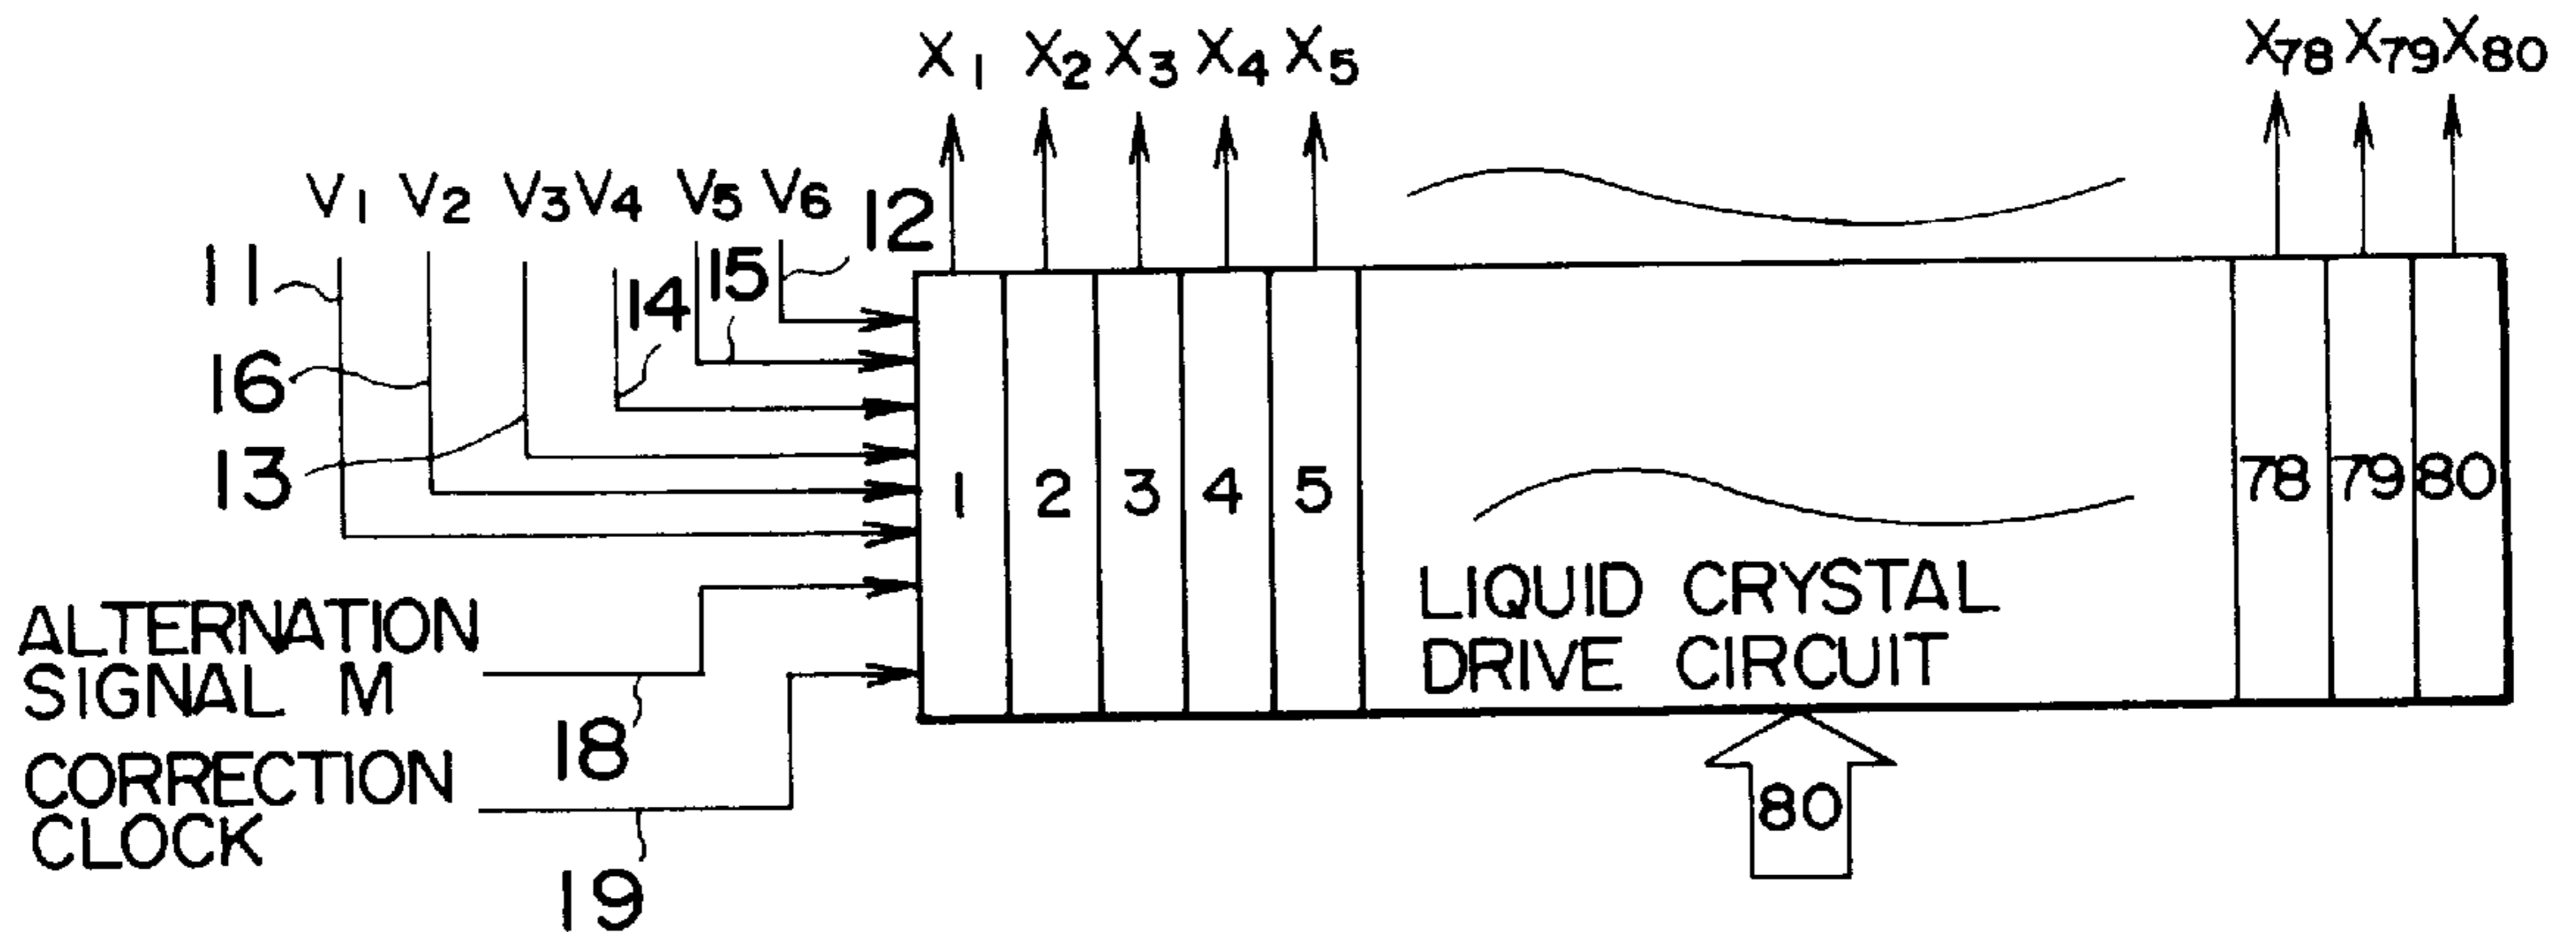 X1 X2 X3 X4 X5 X78 X79 X80
V1 V2 V3 V4 V5 V6 12
11 14 15
16
13
1 2 3 4 5 78 79 80
LIQUID CRYSTAL
DRIVE CIRCUIT
ALTERNATION
SIGNAL M
18
CORRECTION
CLOCK
19
80